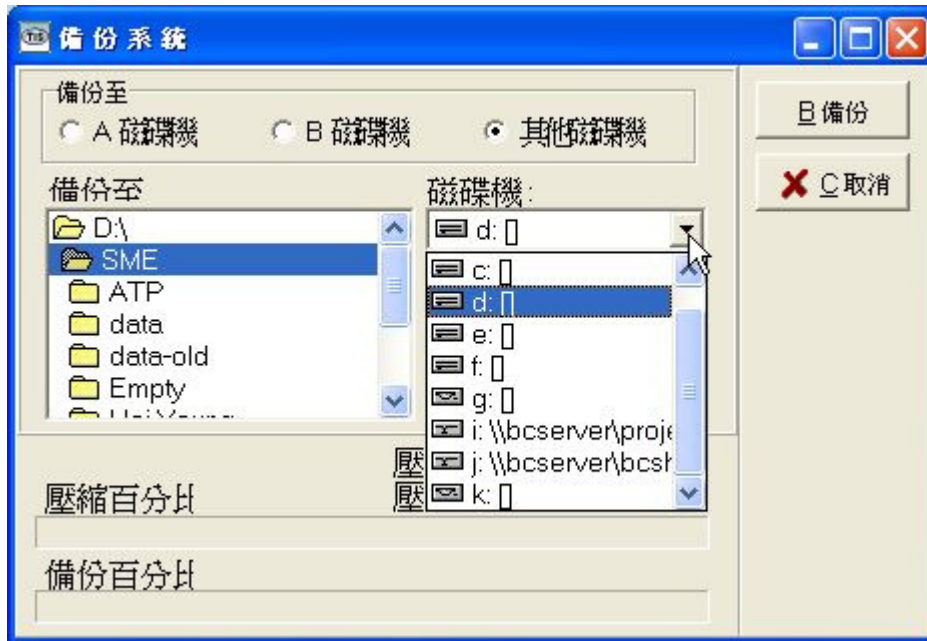 備份系統
備份至
A 磁碟機
B 磁碟機
其他磁碟機
B 備份
C 取消
備份至
磁碟機:
D:\
SME
ATP
data
data-old
Empty
d: []
c: []
d: []
e: []
f: []
g: []
i: \\bcserver\proje
j: \\bcserver\bcsh
k: []
壓
壓縮百分比
壓
備份百分比